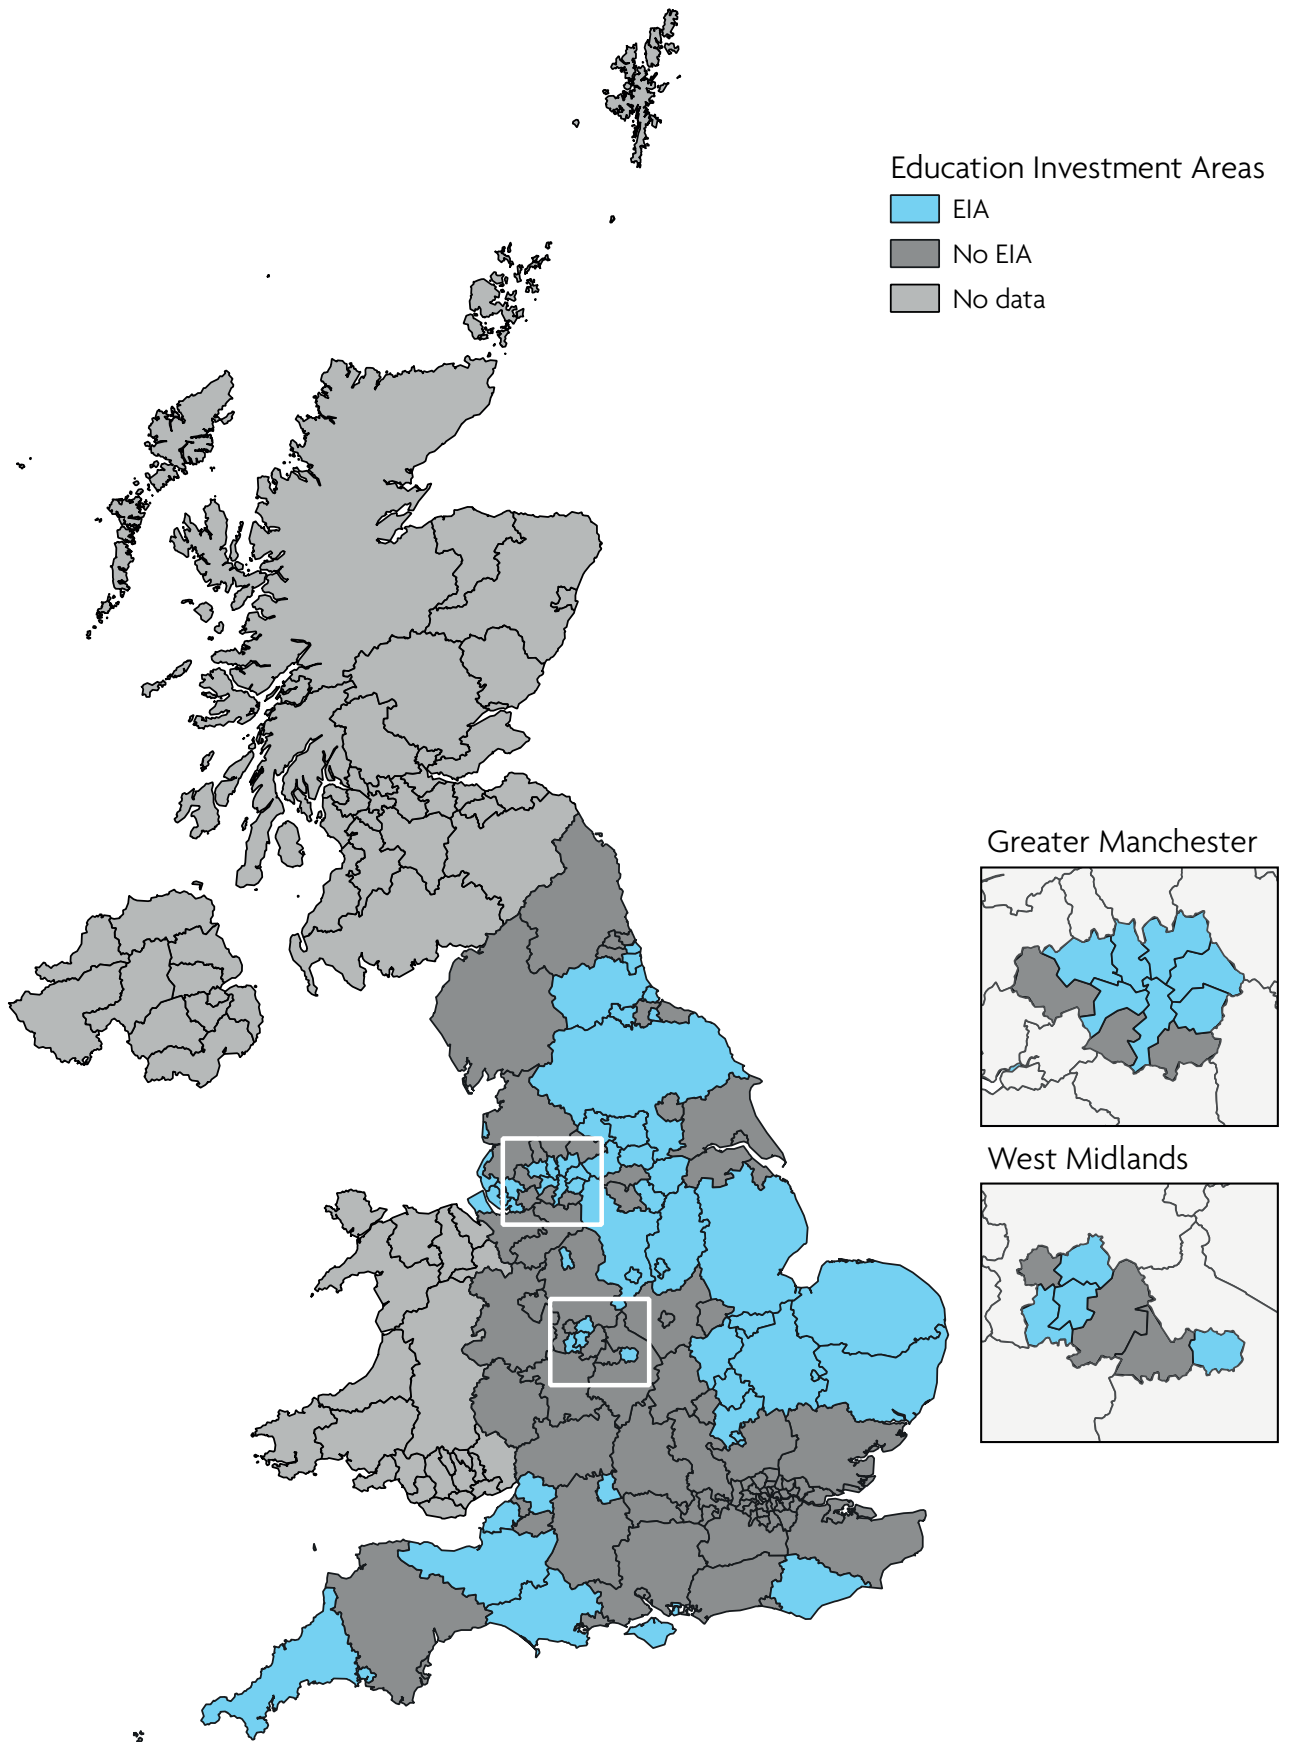 Education Investment Areas
EIA
No EIA
No data
Greater Manchester
West Midlands